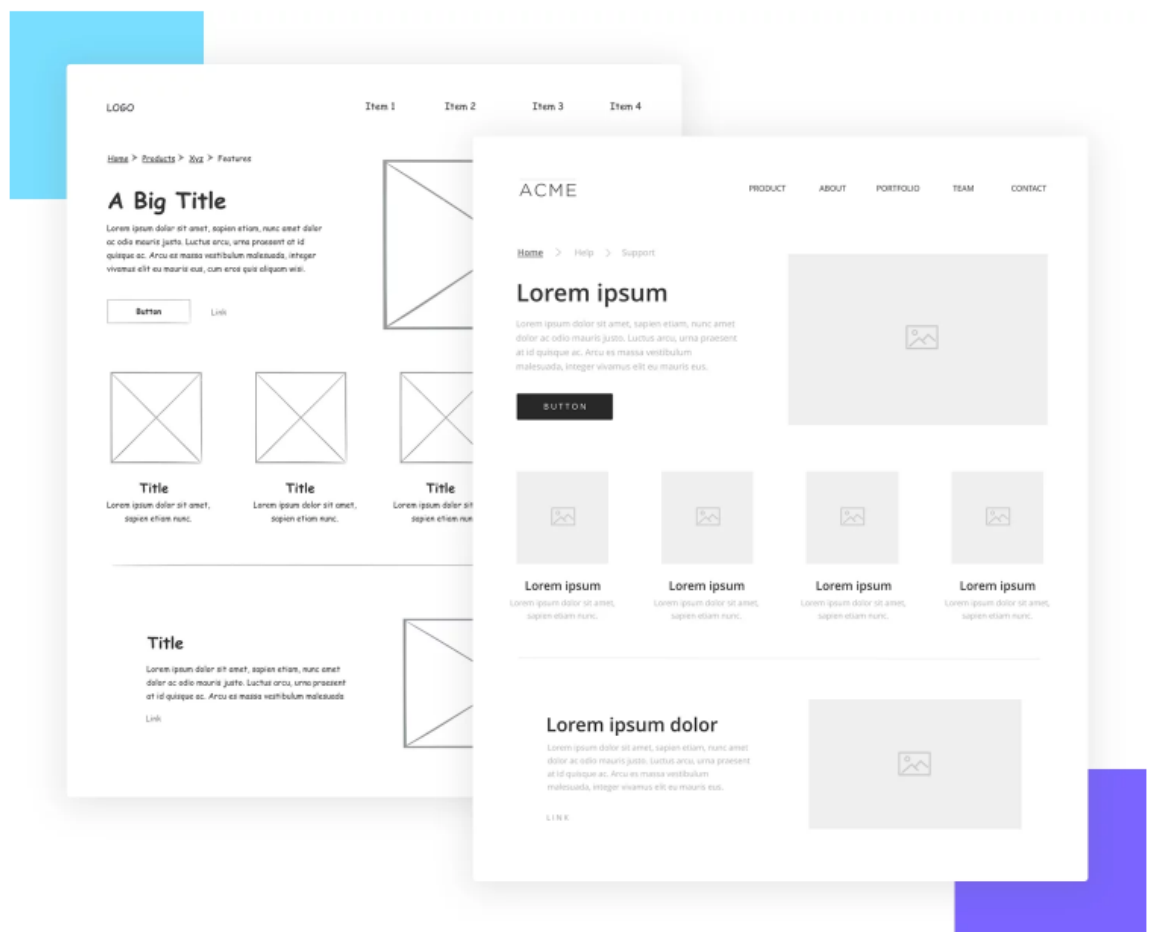 LOGO
Item 1 Item 2 Item 3 Item 4
Home > Products > Xyz > Features
A Big Title
Lorem ipsum dolor sit amet, sapien etiam, nunc amet dolor
ac odio mauris justo. Luctus arcu, urna praesent at id
quisque ac. Arcu es massa vestibulum malesuada, integer
vivamus elit eu mauris eus, cum eros quis aliquam wisi.
Button Link
Title
Lorem ipsum dolor sit amet,
sapien etiam nunc.
Title
Lorem ipsum dolor sit amet,
sapien etiam nunc.
Title
Lorem ipsum dolor sit
sapien etiam nun
Title
Lorem ipsum dolor sit amet, sapien etiam, nunc amet
dolor ac odio mauris justo. Luctus arcu, urna praesent
at id quisque ac. Arcu es massa vestibulum malesuada
Link
ACME
PRODUCT ABOUT PORTFOLIO TEAM CONTACT
Home > Help > Support
Lorem ipsum
Lorem ipsum dolor sit amet, sapien etiam, nunc amet
dolor ac odio mauris justo. Luctus arcu, urna praesent
at id quisque ac. Arcu es massa vestibulum
malesuada, integer vivamus elit eu mauris eus.
BUTTON
Lorem ipsum
Lorem ipsum dolor sit amet,
sapien etiam nunc.
Lorem ipsum
Lorem ipsum dolor sit amet,
sapien etiam nunc.
Lorem ipsum
Lorem ipsum dolor sit amet,
sapien etiam nunc.
Lorem ipsum
Lorem ipsum dolor sit amet,
sapien etiam nunc.
Lorem ipsum dolor
Lorem ipsum dolor sit amet, sapien etiam, nunc amet
dolor ac odio mauris justo. Luctus arcu, urna praesent
at id quisque ac. Arcu es massa vestibulum
malesuada, integer vivamus elit eu mauris eus.
LINK